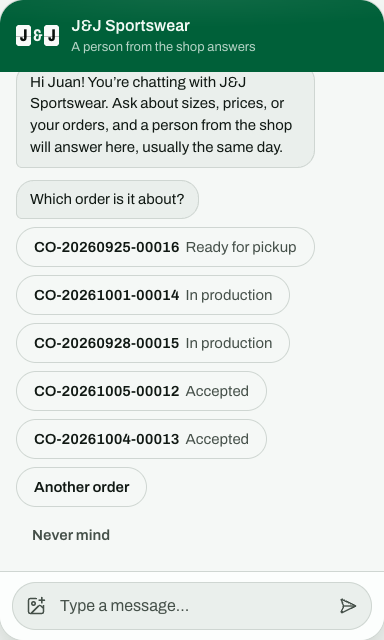 J&J
J&J Sportswear
A person from the shop answers
Hi Juan! You're chatting with J&J
Sportswear. Ask about sizes, prices, or
your orders, and a person from the shop
will answer here, usually the same day.
Which order is it about?
CO-20260925-00016 Ready for pickup
CO-20261001-00014 In production
CO-20260928-00015 In production
CO-20261005-00012 Accepted
CO-20261004-00013 Accepted
Another order
Never mind
Type a message...